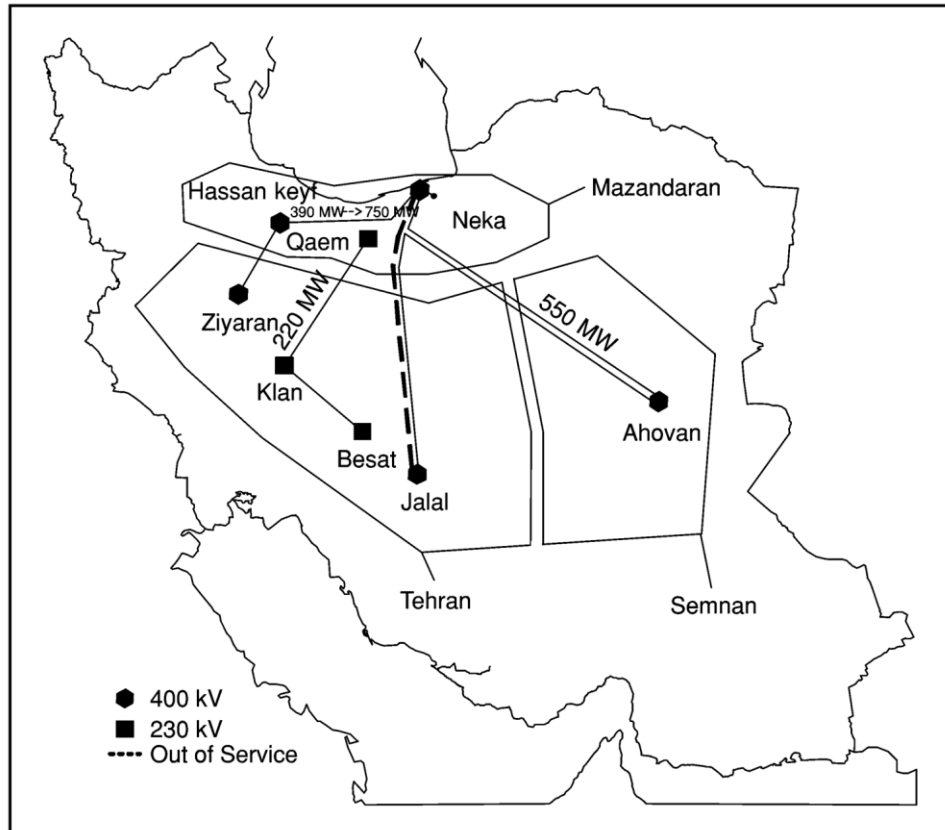 Hassan keyf
390 MW-->750 MW
Mazandaran
Neka
Qaem
Ziyaran
220 MW
550 MW
Klan
Ahovan
Besat
Jalal
Tehran
Semnan
400 kV
230 kV
Out of Service